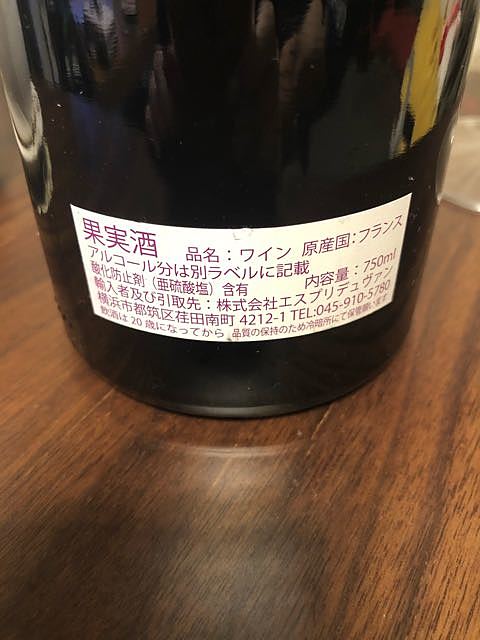 果実酒 品名：ワイン 原産国：フランス
アルコール分は別ラベルに記載
酸化防止剤（亜硫酸塩）含有 内容量：750ml
輸入者及び引取先：株式会社エスプリデュヴァン
横浜市都筑区荏田南町 4212-1 TEL:045-910-5780
飲酒は20歳になってから 品質の保持のため冷暗所にて保管願います